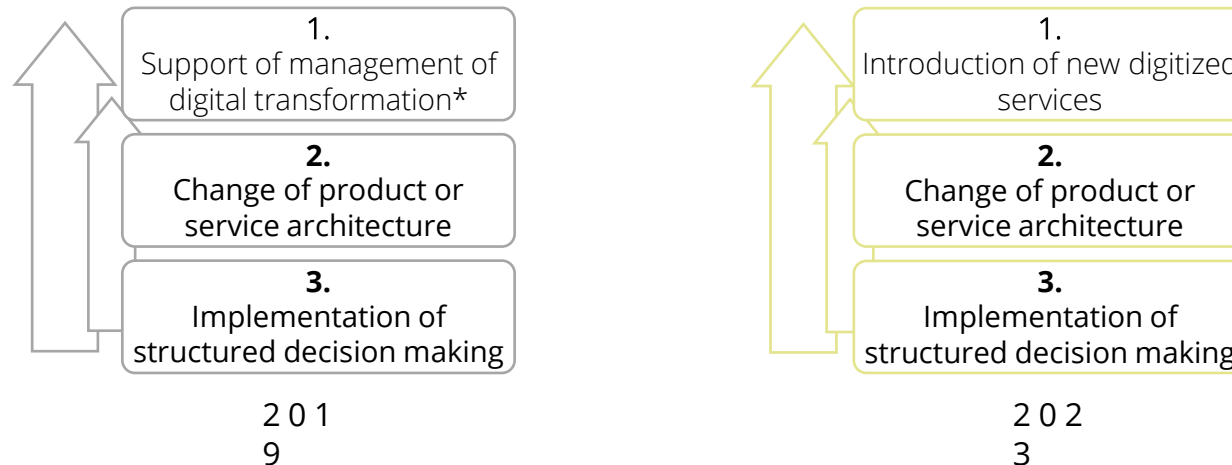 1.
Support of management of
digital transformation*
2.
Change of product or
service architecture
3.
Implementation of
structured decision making
2 0 1
9
1.
Introduction of new digitized
services
2.
Change of product or
service architecture
3.
Implementation of
structured decision making
2 0 2
3